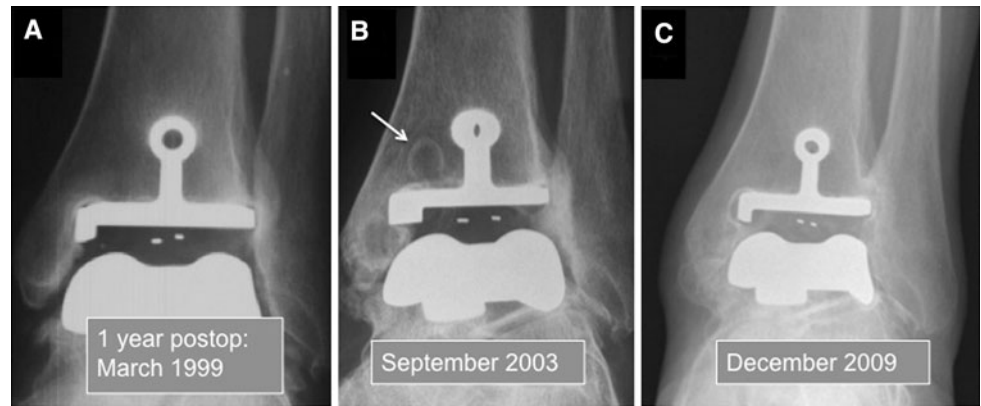 A
B
C
1 year postop:
March 1999
September 2003
December 2009